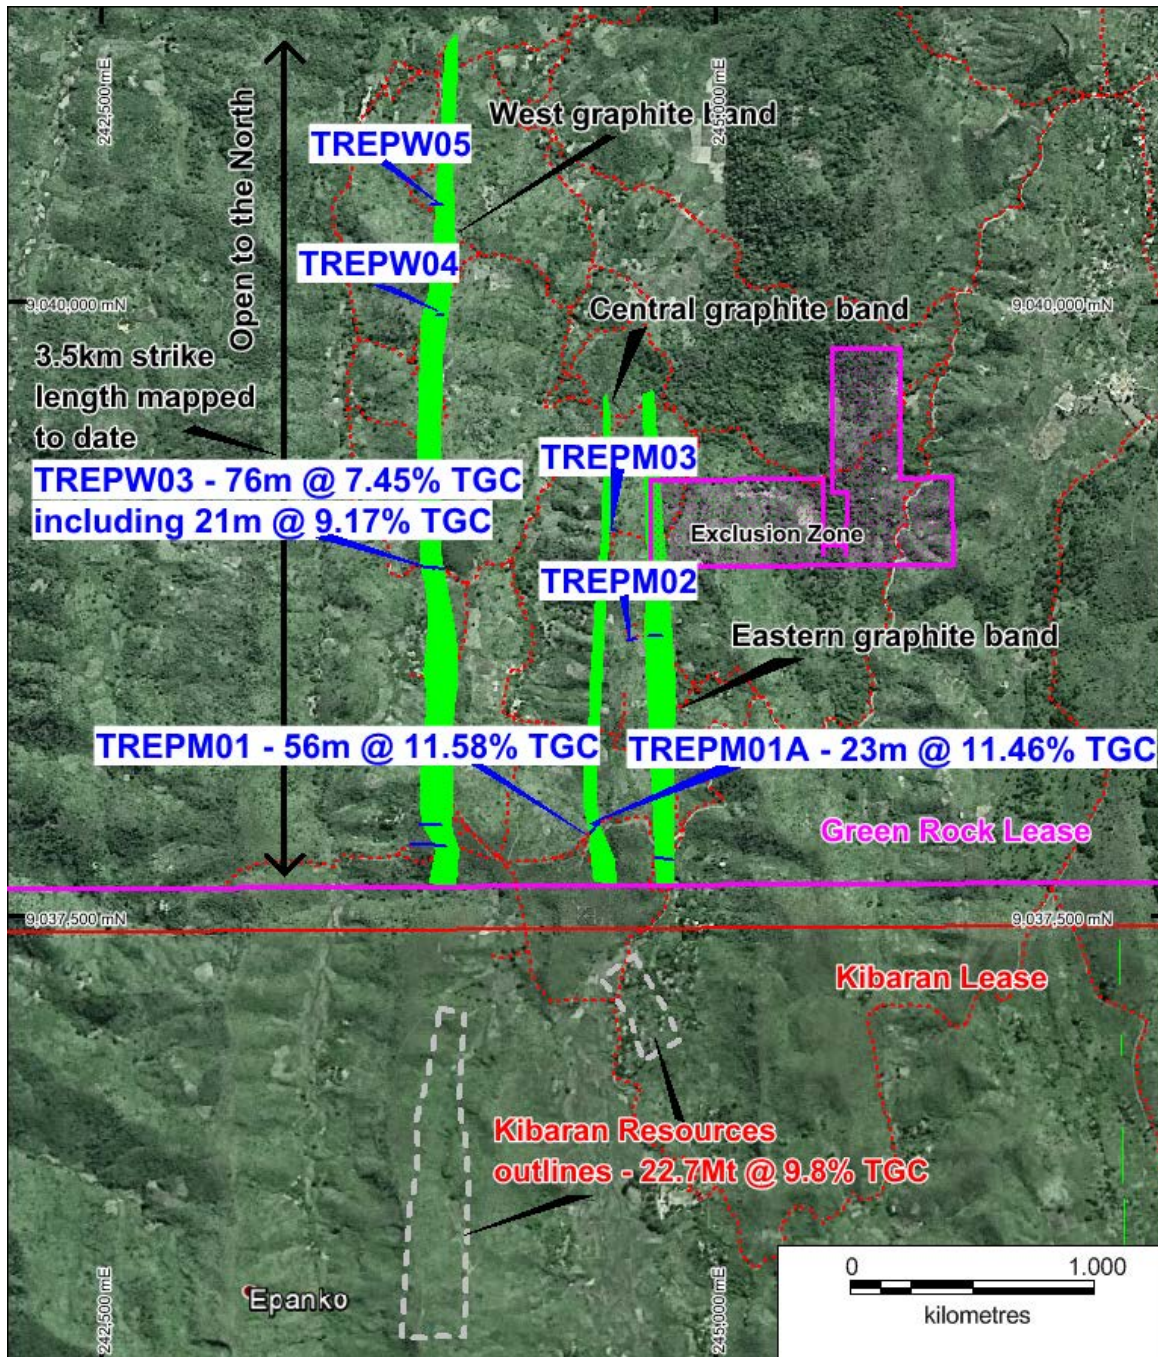 242,500 mE
245,000 mE
West graphite band
TREPW05
Open to the North
TREPW04
9,040,000 mN
9,040,000 mN
Central graphite band
3.5km strike
length mapped
to date
TREPM03
TREPW03 - 76m @ 7.45% TGC
including 21m @ 9.17% TGC
Exclusion Zone
TREPM02
Eastern graphite band
TREPM01 - 56m @ 11.58% TGC
TREPM01A - 23m @ 11.46% TGC
Green Rock Lease
9,037,500 mN
9,037,500 mN
Kibaran Lease
Kibaran Resources
outlines - 22.7Mt @ 9.8% TGC
Epanko
242,500 mE
245,000 mE
0
1.000
kilometres